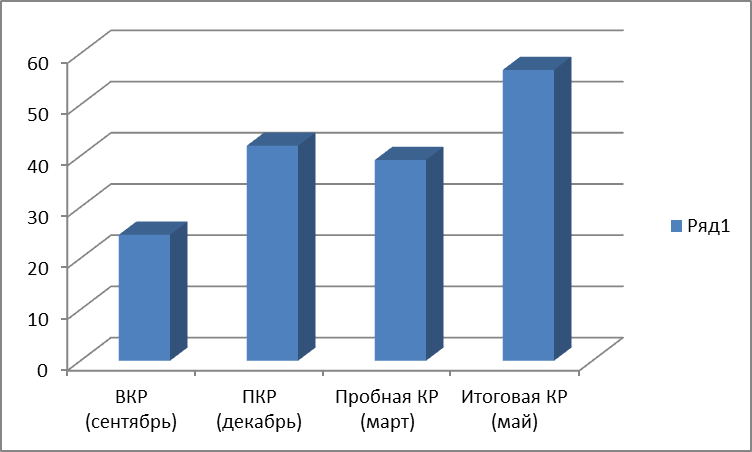 60
50
40
30
20
10
0
ВКР
(сентябрь)
ПКР
(декабрь)
Пробная КР
(март)
Итоговая КР
(май)
Ряд1